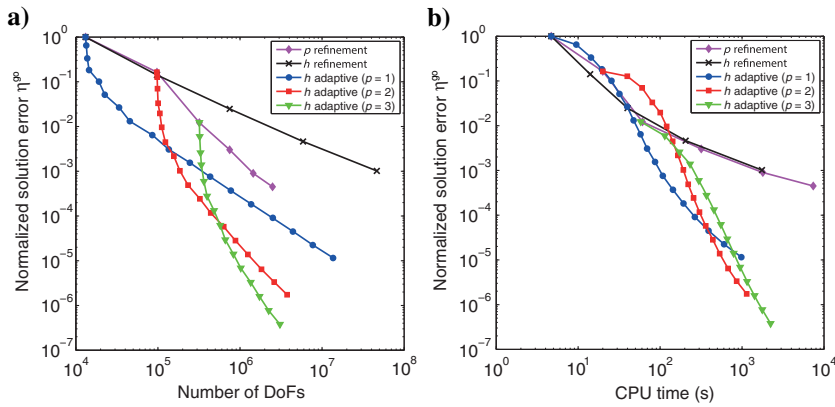 a)
Normalized solution error η^go
10^0
10^-1
10^-2
10^-3
10^-4
10^-5
10^-6
10^-7
10^4
10^5
10^6
10^7
10^8
Number of DoFs
p refinement
h refinement
h adaptive (p = 1)
h adaptive (p = 2)
h adaptive (p = 3)
b)
Normalized solution error η^go
10^0
10^-1
10^-2
10^-3
10^-4
10^-5
10^-6
10^-7
10^0
10^1
10^2
10^3
10^4
CPU time (s)
p refinement
h refinement
h adaptive (p = 1)
h adaptive (p = 2)
h adaptive (p = 3)